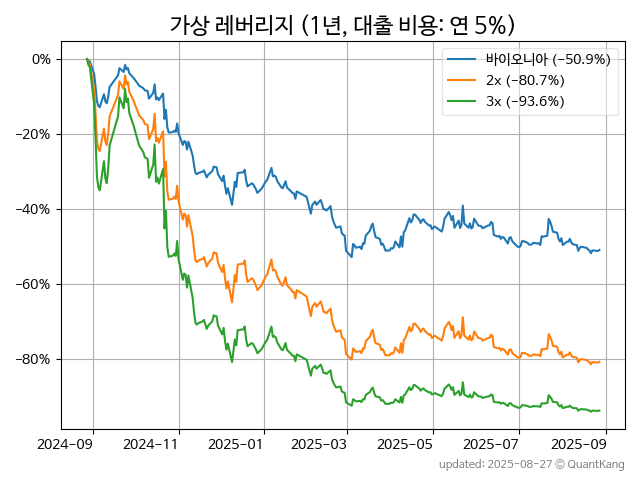 가상 레버리지 (1년, 대출 비용: 연 5%)
바이오니아 (−50.9%)
2x (−80.7%)
3x (−93.6%)
0%
−20%
−40%
−60%
−80%
2024-09 2024-11 2025-01 2025-03 2025-05 2025-07 2025-09
updated: 2025-08-27 © QuantKang